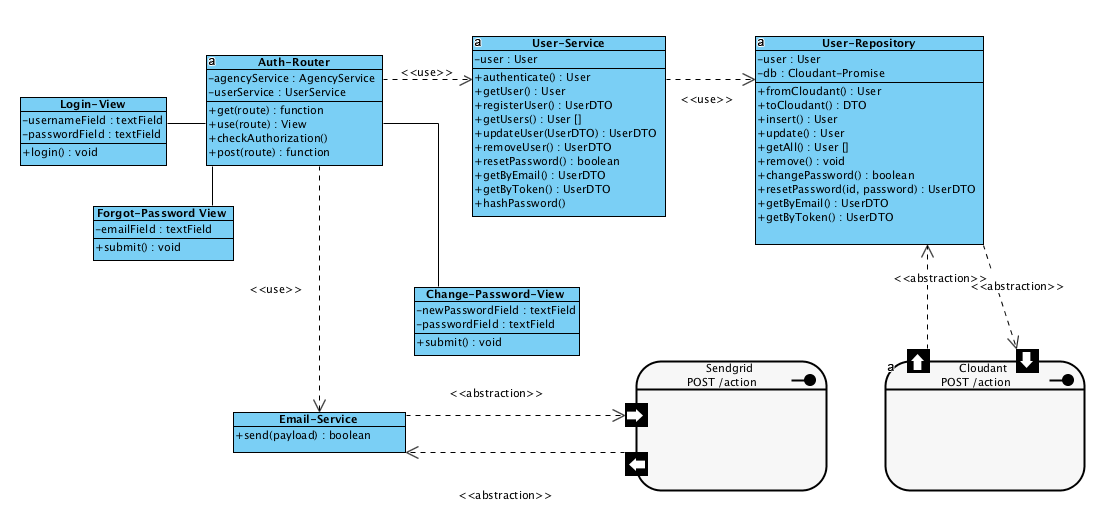 a
Auth-Router
-agencyService : AgencyService
-userService : UserService
+get(route) : function
+use(route) : View
+checkAuthorization()
+post(route) : function
<<use>>
a
User-Service
-user : User
+authenticate() : User
+getUser() : User
+registerUser() : UserDTO
+getUsers() : User []
+updateUser(UserDTO) : UserDTO
+removeUser() : UserDTO
+resetPassword() : boolean
+getByEmail() : UserDTO
+getByToken() : UserDTO
+hashPassword()
<<use>>
a
User-Repository
-user : User
-db : Cloudant-Promise
+fromCloudant() : User
+toCloudant() : DTO
+insert() : User
+update() : User
+getAll() : User []
+remove() : void
+changePassword() : boolean
+resetPassword(id, password) : UserDTO
+getByEmail() : UserDTO
+getByToken() : UserDTO
Login-View
-usernameField : textField
-passwordField : textField
+login() : void
Forgot-Password View
-emailField : textField
+submit() : void
<<use>>
Change-Password-View
-newPasswordField : textField
-passwordField : textField
+submit() : void
<<abstraction>>
<<abstraction>>
Email-Service
+send(payload) : boolean
<<abstraction>>
<<abstraction>>
Sendgrid
POST /action
a
Cloudant
POST /action